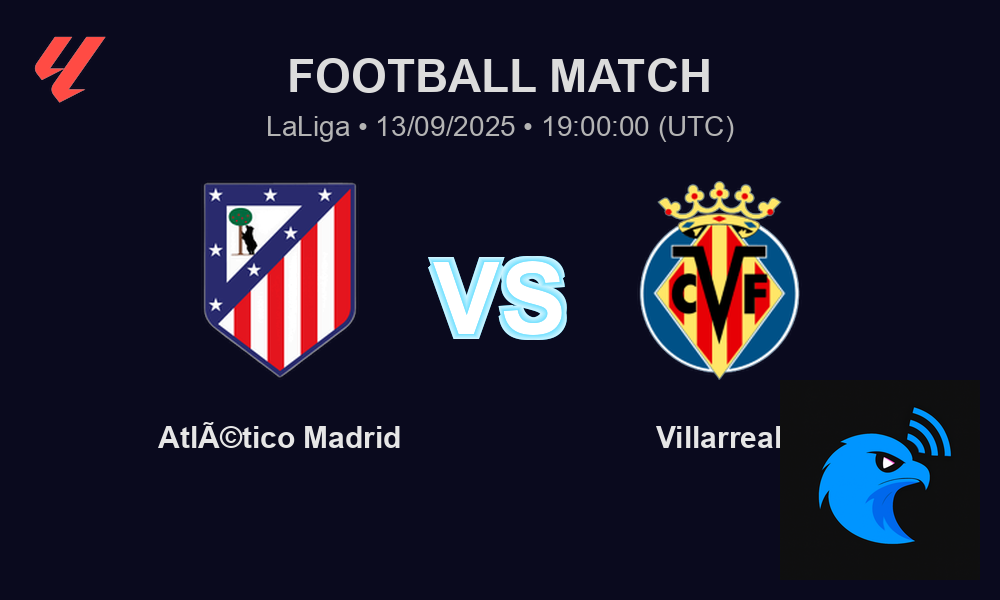 FOOTBALL MATCH
LaLiga • 13/09/2025 • 19:00:00 (UTC)
VS
CVF
AtlÃ©tico Madrid
Villarreal